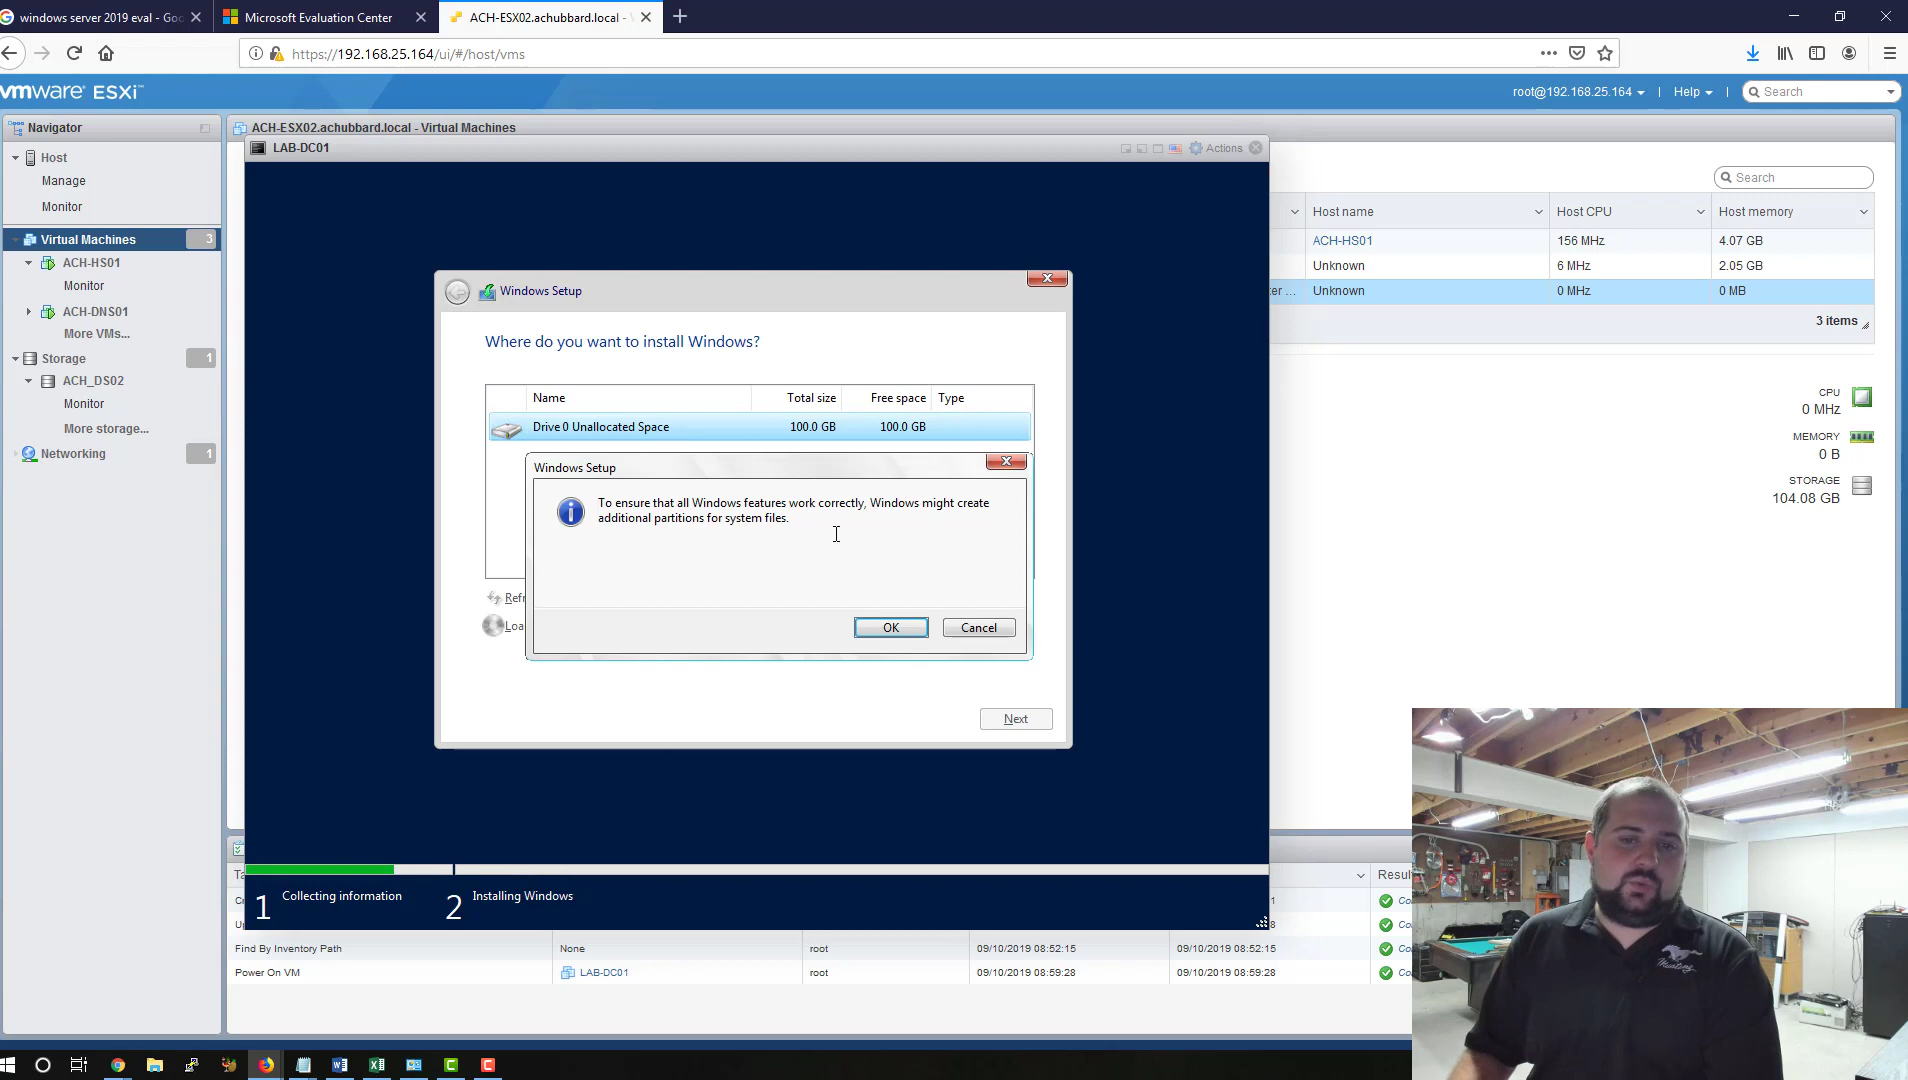 windows server 2019 eval - Goo
Microsoft Evaluation Center
ACH-ESX02.achubbard.local -
https://192.168.25.164/ui/#/host/vms
vmware ESXi
root@192.168.25.164
Help
Search
Navigator
ACH-ESX02.achubbard.local - Virtual Machines
LAB-DC01
Actions
Host
Manage
Monitor
Virtual Machines
3
ACH-HS01
Monitor
ACH-DNS01
More VMs...
Storage
1
ACH_DS02
Monitor
More storage...
Networking
1
Search
Host name
Host CPU
Host memory
ACH-HS01
156 MHz
4.07 GB
Unknown
6 MHz
2.05 GB
ter ...
Unknown
0 MHz
0 MB
3 items
CPU
0 MHz
MEMORY
0 B
STORAGE
104.08 GB
Windows Setup
Where do you want to install Windows?
Name
Total size
Free space
Type
Drive 0 Unallocated Space
100.0 GB
100.0 GB
Windows Setup
To ensure that all Windows features work correctly, Windows might create
additional partitions for system files.
Refr
Loa
OK
Cancel
Next
1
Collecting information
2
Installing Windows
Resul
Find By Inventory Path
None
root
09/10/2019 08:52:15
09/10/2019 08:52:15
Power On VM
LAB-DC01
root
09/10/2019 08:59:28
09/10/2019 08:59:28
Mustang